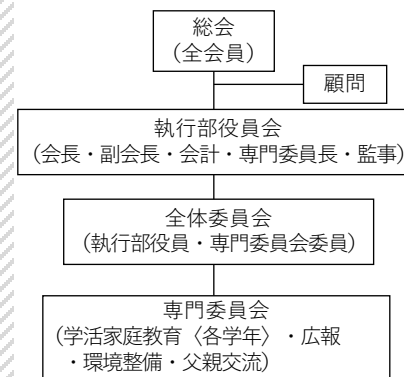 総会
(全会員)
顧問
執行部役員会
(会長・副会長・会計・専門委員長・監事)
全体委員会
(執行部役員・専門委員会委員)
専門委員会
(学活家庭教育〈各学年〉・広報
・環境整備・父親交流)